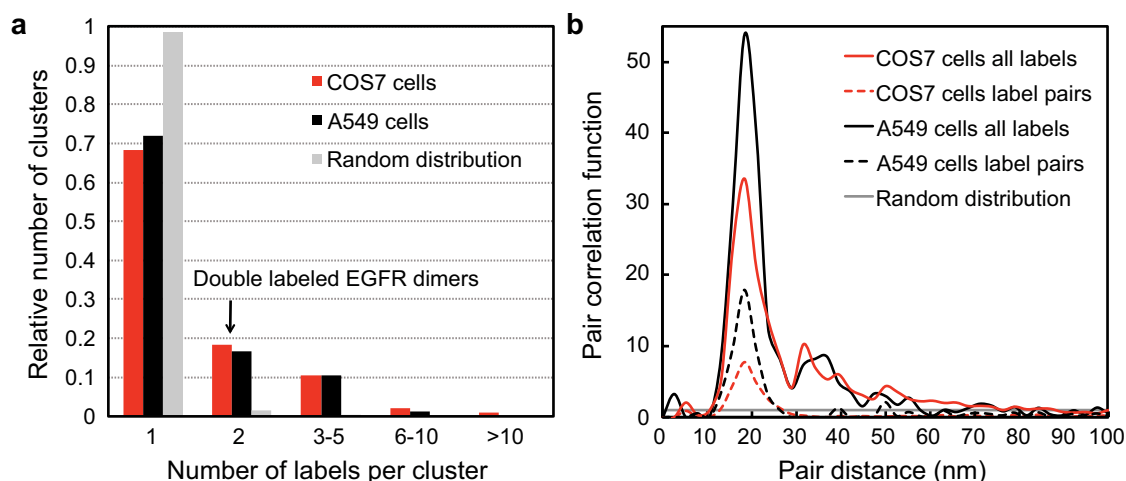 a
Relative number of clusters
1
0.9
0.8
0.7
0.6
0.5
0.4
0.3
0.2
0.1
0
COS7 cells
A549 cells
Random distribution
Double labeled EGFR dimers
1
2
3-5
6-10
>10
Number of labels per cluster
b
Pair correlation function
50
40
30
20
10
0
COS7 cells all labels
COS7 cells label pairs
A549 cells all labels
A549 cells label pairs
Random distribution
0
10
20
30
40
50
60
70
80
90
100
Pair distance (nm)